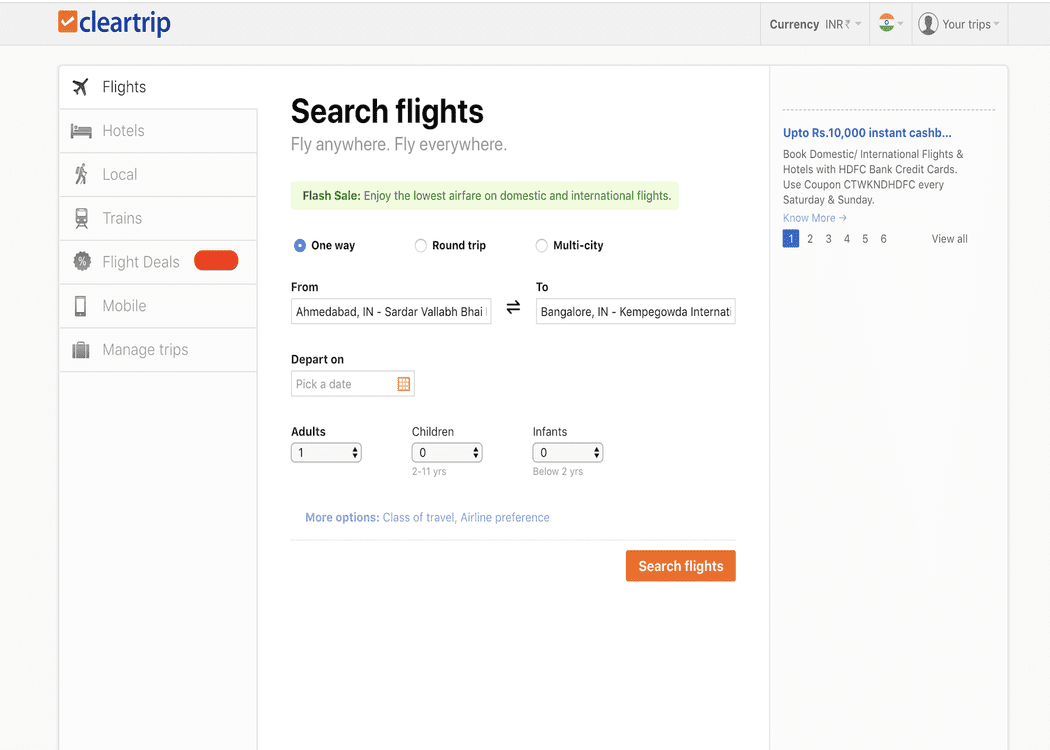 cleartrip
Currency INR ₹
Your trips
Flights
Hotels
Local
Trains
Flight Deals
Mobile
Manage trips
Search flights
Fly anywhere. Fly everywhere.
Flash Sale: Enjoy the lowest airfare on domestic and international flights.
One way Round trip Multi-city
From To
Ahmedabad, IN - Sardar Vallabh Bhai Bangalore, IN - Kempegowda Internati
Depart on
Pick a date
Adults Children Infants
1 0 0
2-11 yrs Below 2 yrs
More options: Class of travel, Airline preference
Search flights
Upto Rs.10,000 instant cashb...
Book Domestic/ International Flights &
Hotels with HDFC Bank Credit Cards.
Use Coupon CTWKNDHDFC every
Saturday & Sunday.
Know More →
1 2 3 4 5 6 View all